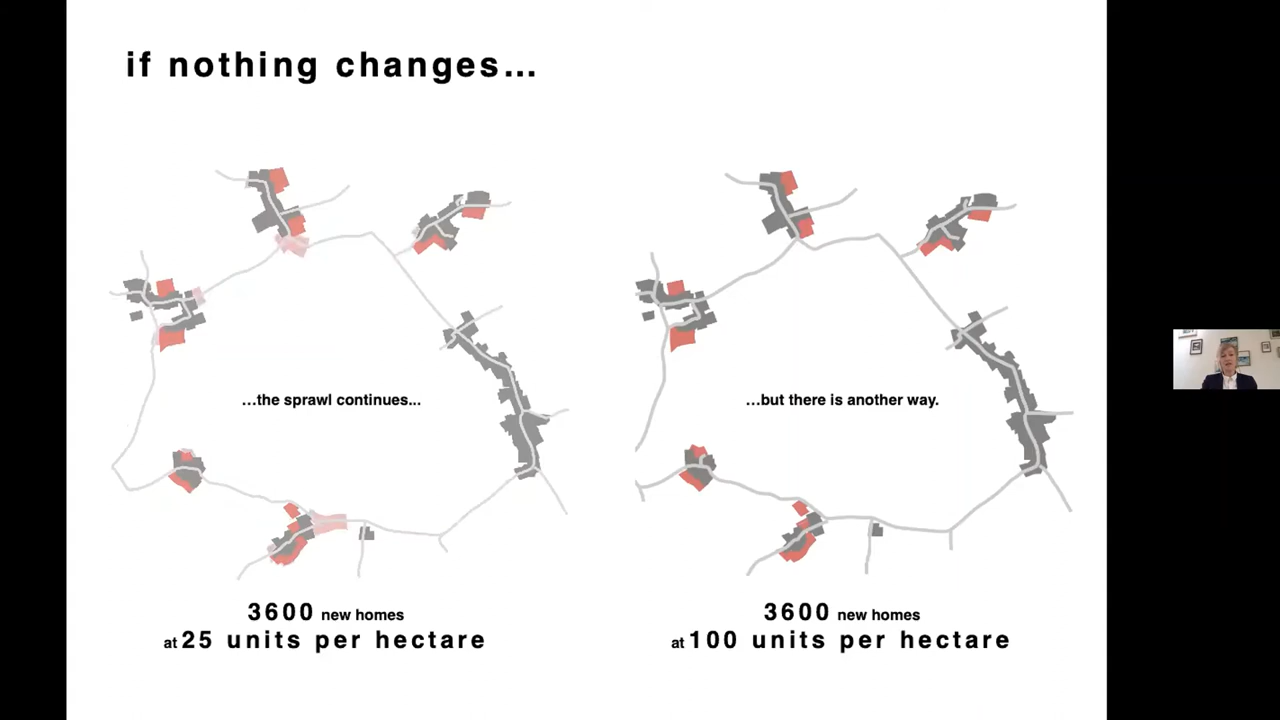 if nothing changes…
…the sprawl continues...
…but there is another way.
3600 new homes
at 25 units per hectare
3600 new homes
at 100 units per hectare